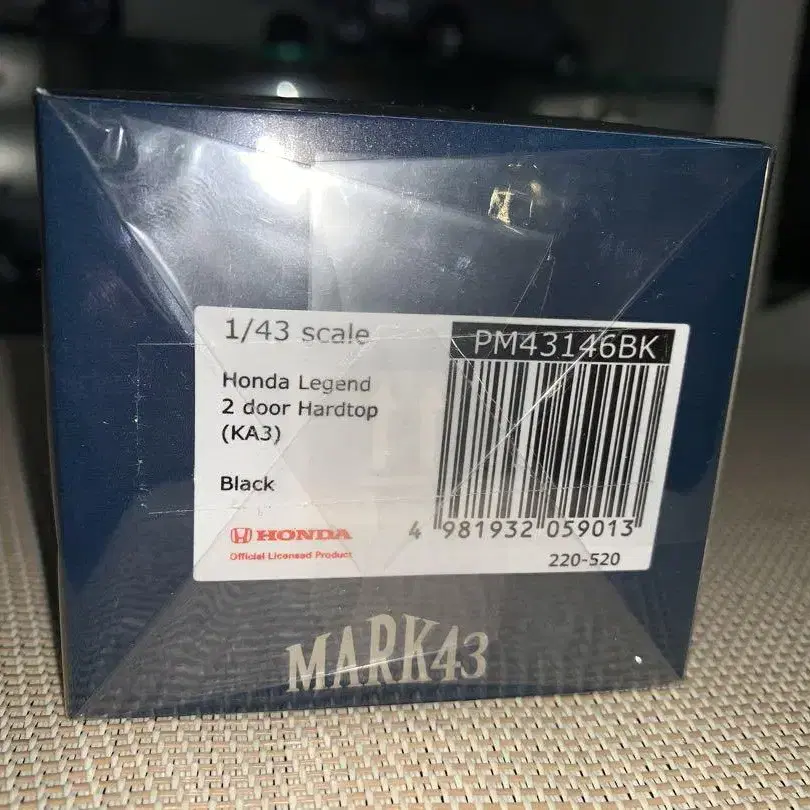 1/43 scale
PM43146BK
Honda Legend
2 door Hardtop
(KA3)
Black
HONDA
Official Licensed Product
4 981932 059013
220-520
MARK43